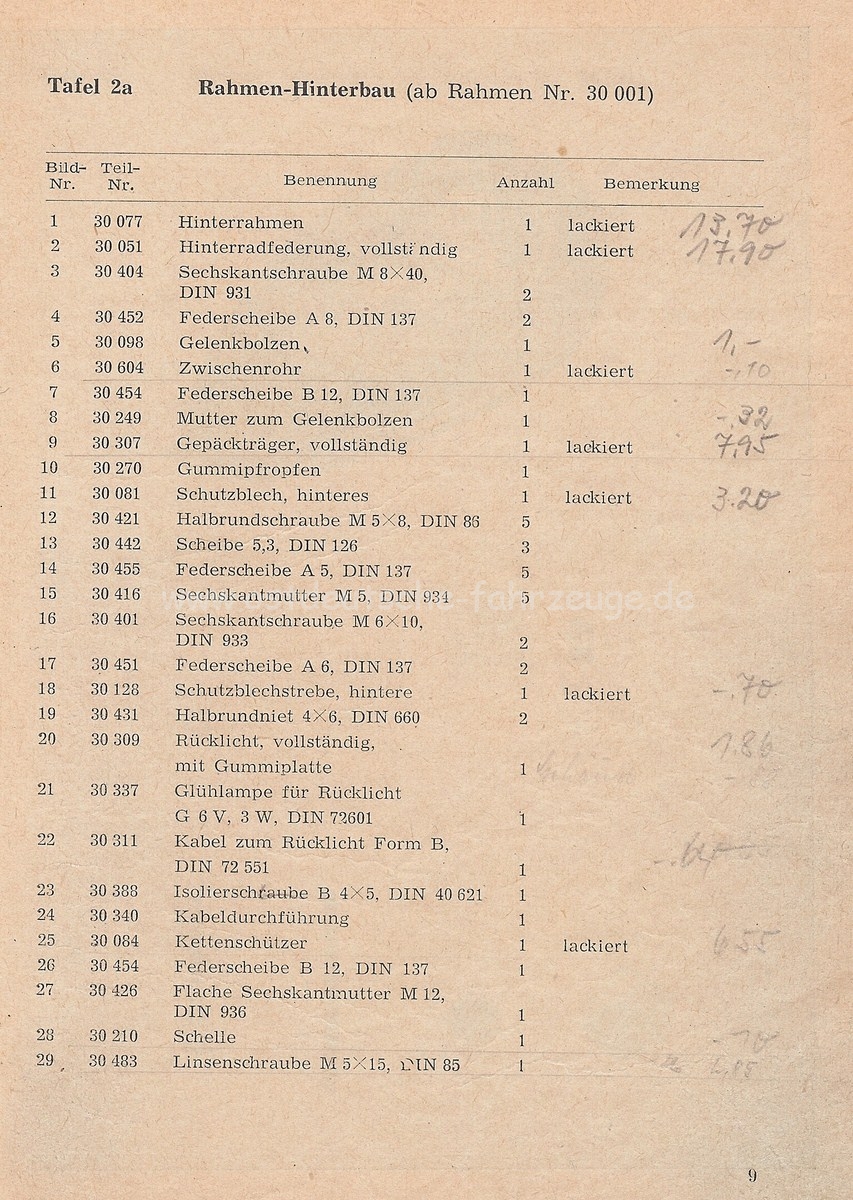 Tafel 2a Rahmen-Hinterbau (ab Rahmen Nr. 30 001)
Bild- Teil-
Nr. Nr. Benennung Anzahl Bemerkung
1 30 077 Hinterrahmen 1 lackiert 13,70
2 30 051 Hinterradfederung, vollständig 1 lackiert 17,90
3 30 404 Sechskantschraube M 8×40,
DIN 931 2
4 30 452 Federscheibe A 8, DIN 137 2
5 30 098 Gelenkbolzen 1 1,-
6 30 604 Zwischenrohr 1 lackiert -,10
7 30 454 Federscheibe B 12, DIN 137 1
8 30 249 Mutter zum Gelenkbolzen 1 -.32
9 30 307 Gepäckträger, vollständig 1 lackiert 7,95
10 30 270 Gummipfropfen 1
11 30 081 Schutzblech, hinteres 1 lackiert 3.20
12 30 421 Halbrundschraube M 5×8, DIN 86 5
13 30 442 Scheibe 5,3, DIN 126 3
14 30 455 Federscheibe A 5, DIN 137 5
15 30 416 Sechskantmutter M 5, DIN 934 5
16 30 401 Sechskantschraube M 6×10,
DIN 933 2
17 30 451 Federscheibe A 6, DIN 137 2
18 30 128 Schutzblechstrebe, hintere 1 lackiert -.70
19 30 431 Halbrundniet 4×6, DIN 660 2
20 30 309 Rücklicht, vollständig, 1.86
mit Gummiplatte 1
21 30 337 Glühlampe für Rücklicht
G 6 V, 3 W, DIN 72601 1
22 30 311 Kabel zum Rücklicht Form B,
DIN 72 551 1
23 30 388 Isolierschraube B 4×5, DIN 40 621 1
24 30 340 Kabeldurchführung 1
25 30 084 Kettenschützer 1 lackiert 6.55
26 30 454 Federscheibe B 12, DIN 137 1
27 30 426 Flache Sechskantmutter M 12,
DIN 936 1
28 30 210 Schelle 1
29 30 483 Linsenschraube M 5×15, DIN 85 1
9